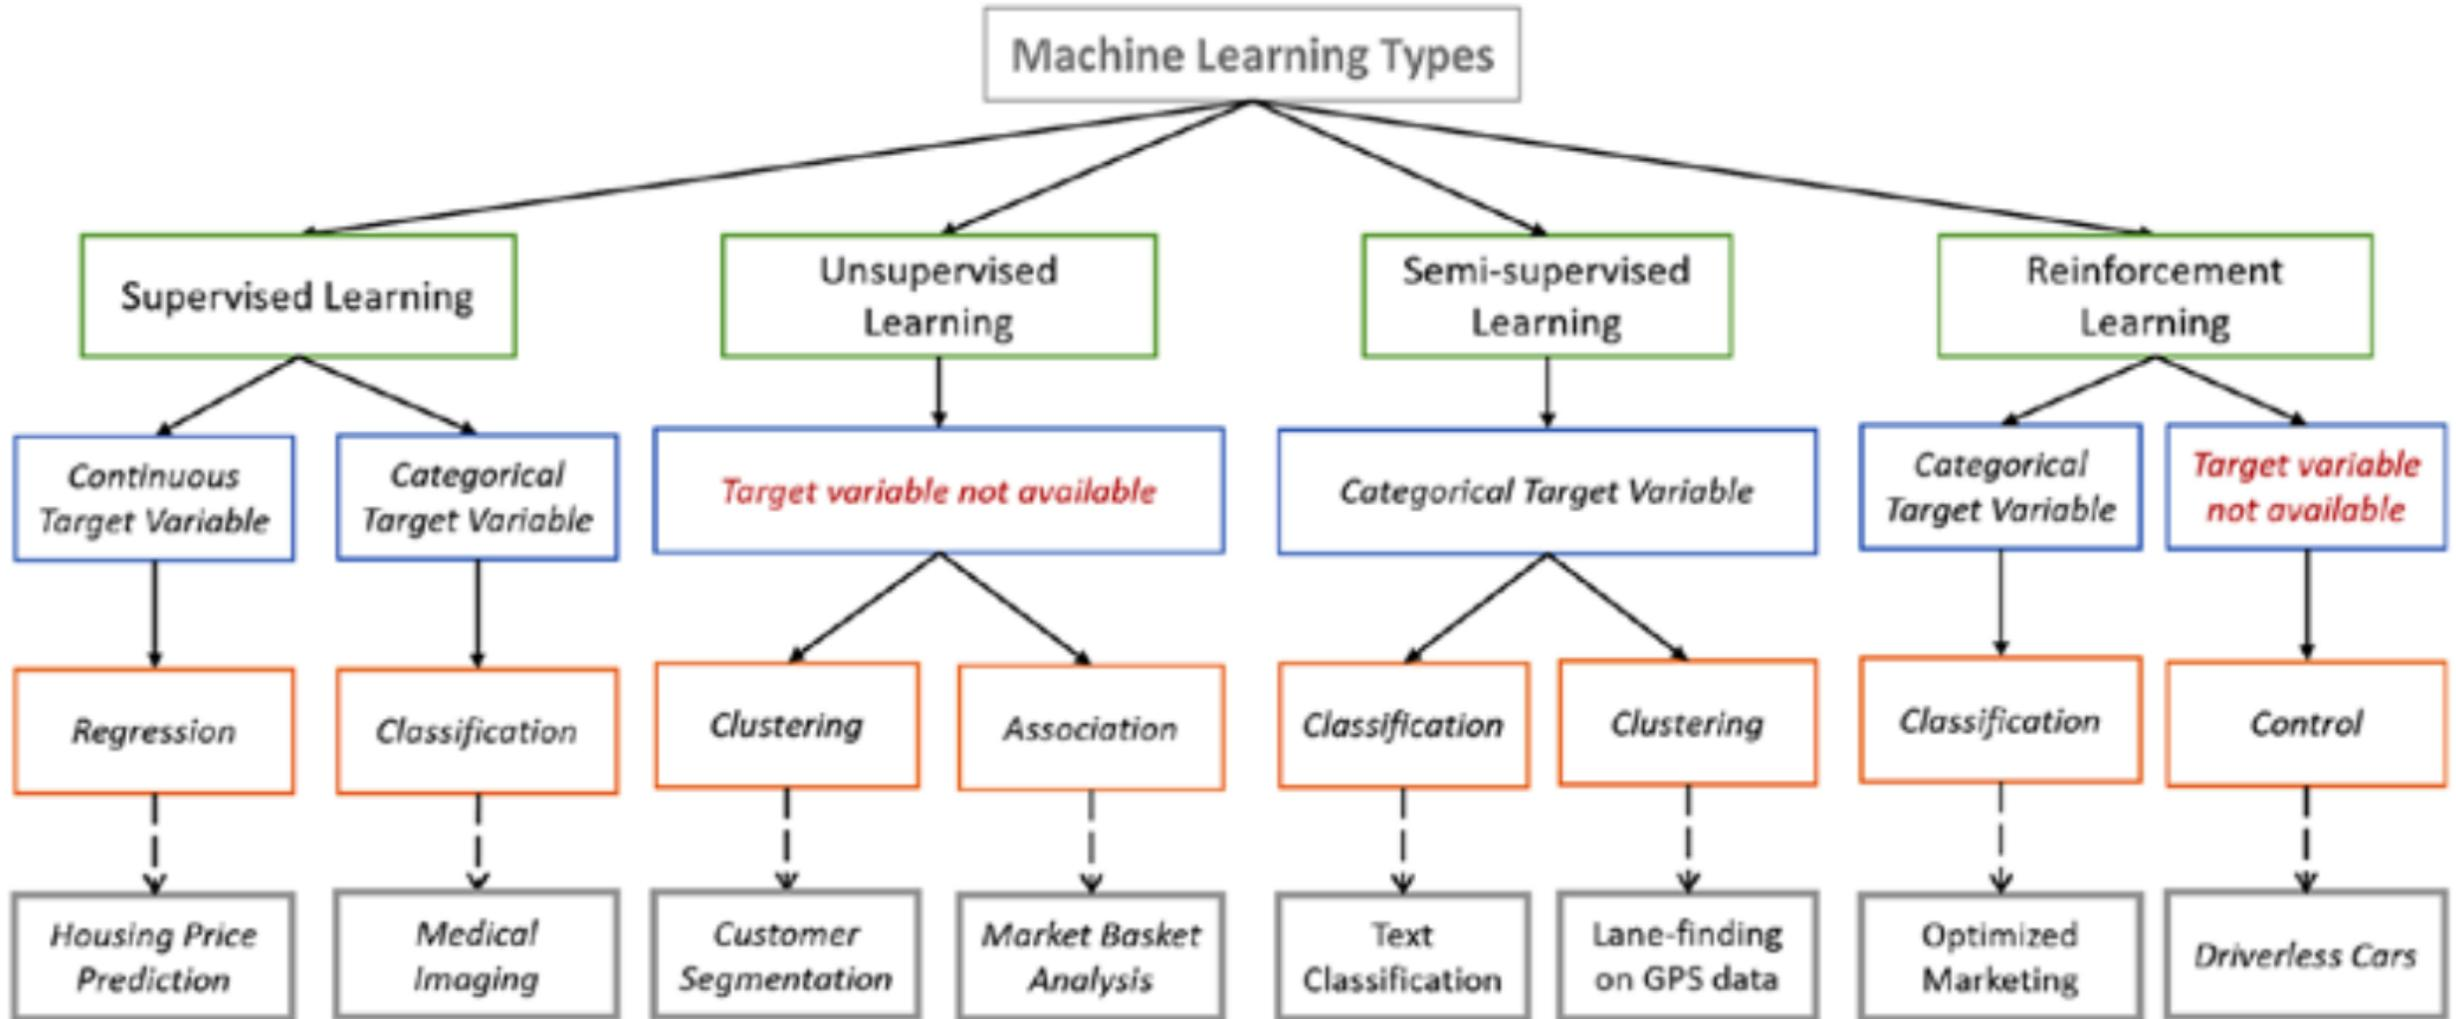 Machine Learning Types
Supervised Learning
Unsupervised
Learning
Semi-supervised
Learning
Reinforcement
Learning
Continuous
Target Variable
Categorical
Target Variable
Target variable not available
Categorical Target Variable
Categorical
Target Variable
Target variable
not available
Regression
Classification
Clustering
Association
Classification
Clustering
Classification
Control
Housing Price
Prediction
Medical
Imaging
Customer
Segmentation
Market Basket
Analysis
Text
Classification
Lane-finding
on GPS data
Optimized
Marketing
Driverless Cars